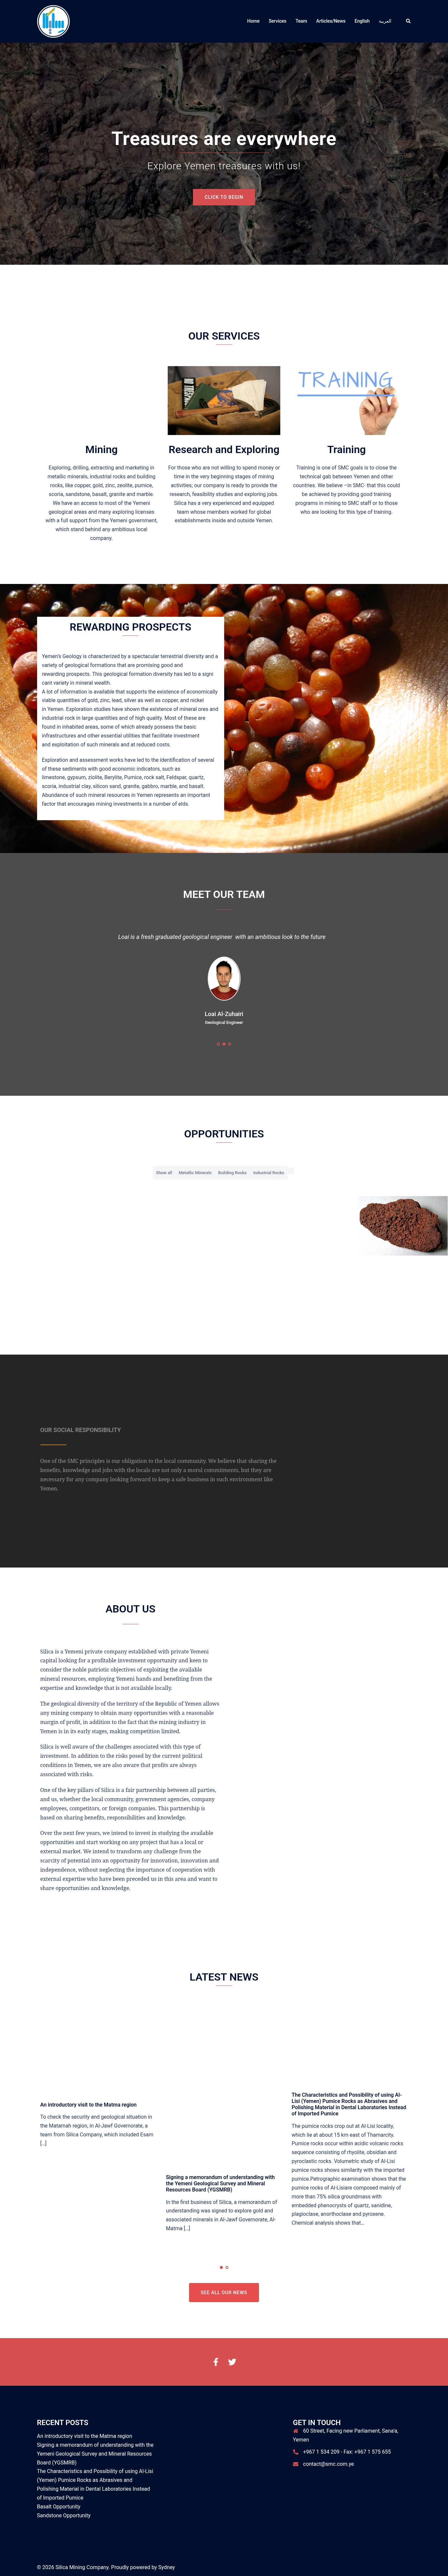 Home Services Team Articles/News English العربية
Treasures are everywhere
Explore Yemen treasures with us!
CLICK TO BEGIN
OUR SERVICES
Mining
Exploring, drilling, extracting and marketing in
metallic minerals, industrial rocks and building
rocks, like copper, gold, zinc, zeolite, pumice,
scoria, sandstone, basalt, granite and marble.
We have an access to most of the Yemeni
geological areas and many exploring licenses
with a full support from the Yemeni government,
which stand behind any ambitious local
company.
Research and Exploring
For those who are not willing to spend money or
time in the very beginning stages of mining
activities; our company is ready to provide the
research, feasibility studies and exploring jobs.
Silica has a very experienced and equipped
team whose members worked for global
establishments inside and outside Yemen.
TRAINING
Training
Training is one of SMC goals is to close the
technical gap between Yemen and other
countries. We believe –in SMC- that this could
be achieved by providing good training
programs in mining to SMC staff or to those
who are looking for this type of training.
REWARDING PROSPECTS
Yemen's Geology is characterized by a spectacular terrestrial diversity and a
variety of geological formations that are promising good and
rewarding prospects. This geological formation diversity has led to a signi
cant variety in mineral wealth.
A lot of information is available that supports the existence of economically
viable quantities of gold, zinc, lead, silver as well as copper, and nickel
in Yemen. Exploration studies have shown the existence of mineral ores and
industrial rock in large quantities and of high quality. Most of these are
found in inhabited areas, some of which already possess the basic
infrastructures and other essential utilities that facilitate investment
and exploitation of such minerals and at reduced costs.
Exploration and assessment works have led to the identification of several
of these sediments with good economic indicators, such as
limestone, gypsum, ziolite, Berylite, Pumice, rock salt, Feldspar, quartz,
scoria, industrial clay, silicon sand, granite, gabbro, marble, and basalt.
Abundance of such mineral resources in Yemen represents an important
factor that encourages mining investments in a number of elds.
MEET OUR TEAM
Loai is a fresh graduated geological engineer with an ambitious look to the future
Loai Al-Zuhairi
Geological Engineer
OPPORTUNITIES
Show all Metallic Minerals Building Rocks Industrial Rocks
OUR SOCIAL RESPONSIBILITY
One of the SMC principles is our obligation to the local community. We believe that sharing the
benefits, knowledge and jobs with the locals are not only a moral commitments, but they are
necessary for any company looking forward to keep a safe business in such environment like
Yemen.
ABOUT US
Silica is a Yemeni private company established with private Yemeni
capital looking for a profitable investment opportunity and keen to
consider the noble patriotic objectives of exploiting the available
mineral resources, employing Yemeni hands and benefiting from the
expertise and knowledge that is not available locally.
The geological diversity of the territory of the Republic of Yemen allows
any mining company to obtain many opportunities with a reasonable
margin of profit, in addition to the fact that the mining industry in
Yemen is in its early stages, making competition limited.
Silica is well aware of the challenges associated with this type of
investment. In addition to the risks posed by the current political
conditions in Yemen, we are also aware that profits are always
associated with risks.
One of the key pillars of Silica is a fair partnership between all parties,
and us, whether the local community, government agencies, company
employees, competitors, or foreign companies. This partnership is
based on sharing benefits, responsibilities and knowledge.
Over the next few years, we intend to invest in studying the available
opportunities and start working on any project that has a local or
external market. We intend to transform any challenge from the
scarcity of potential into an opportunity for innovation, innovation and
independence, without neglecting the importance of cooperation with
external expertise who have been preceded us in this area and want to
share opportunities and knowledge.
LATEST NEWS
An introductory visit to the Matma region
To check the security and geological situation in
the Matamah region, in Al-Jawf Governorate, a
team from Silica Company, which included Esam
[...]
Signing a memorandum of understanding with
the Yemeni Geological Survey and Mineral
Resources Board (YGSMRB)
In the first business of Silica, a memorandum of
understanding was signed to explore gold and
associated minerals in Al-Jawf Governorate, Al-
Matma [...]
The Characteristics and Possibility of using Al-
Lisi (Yemen) Pumice Rocks as Abrasives and
Polishing Material in Dental Laboratories Instead
of Imported Pumice
The pumice rocks crop out at Al-Lisi locality,
which lie at about 15 km east of Thamarcity.
Pumice rocks occur within acidic volcanic rocks
sequence consisting of rhyolite, obsidian and
pyroclastic rocks. Volumetric study of Al-Lisi
pumice rocks shows similarity with the imported
pumice.Petrographic examination shows that the
pumice rocks of Al-Lisiare composed mainly of
more than 75% silica groundmass with
embedded phenocrysts of quartz, sanidine,
plagioclase, anorthoclase and pyroxene.
Chemical analysis shows that...
SEE ALL OUR NEWS
RECENT POSTS
An introductory visit to the Matma region
Signing a memorandum of understanding with the
Yemeni Geological Survey and Mineral Resources
Board (YGSMRB)
The Characteristics and Possibility of using Al-Lisi
(Yemen) Pumice Rocks as Abrasives and
Polishing Material in Dental Laboratories Instead
of Imported Pumice
Basalt Opportunity
Sandstone Opportunity
GET IN TOUCH
60 Street, Facing new Parliament, Sana'a,
Yemen
+967 1 534 209 - Fax: +967 1 575 655
contact@smc.com.ye
© 2026 Silica Mining Company. Proudly powered by Sydney